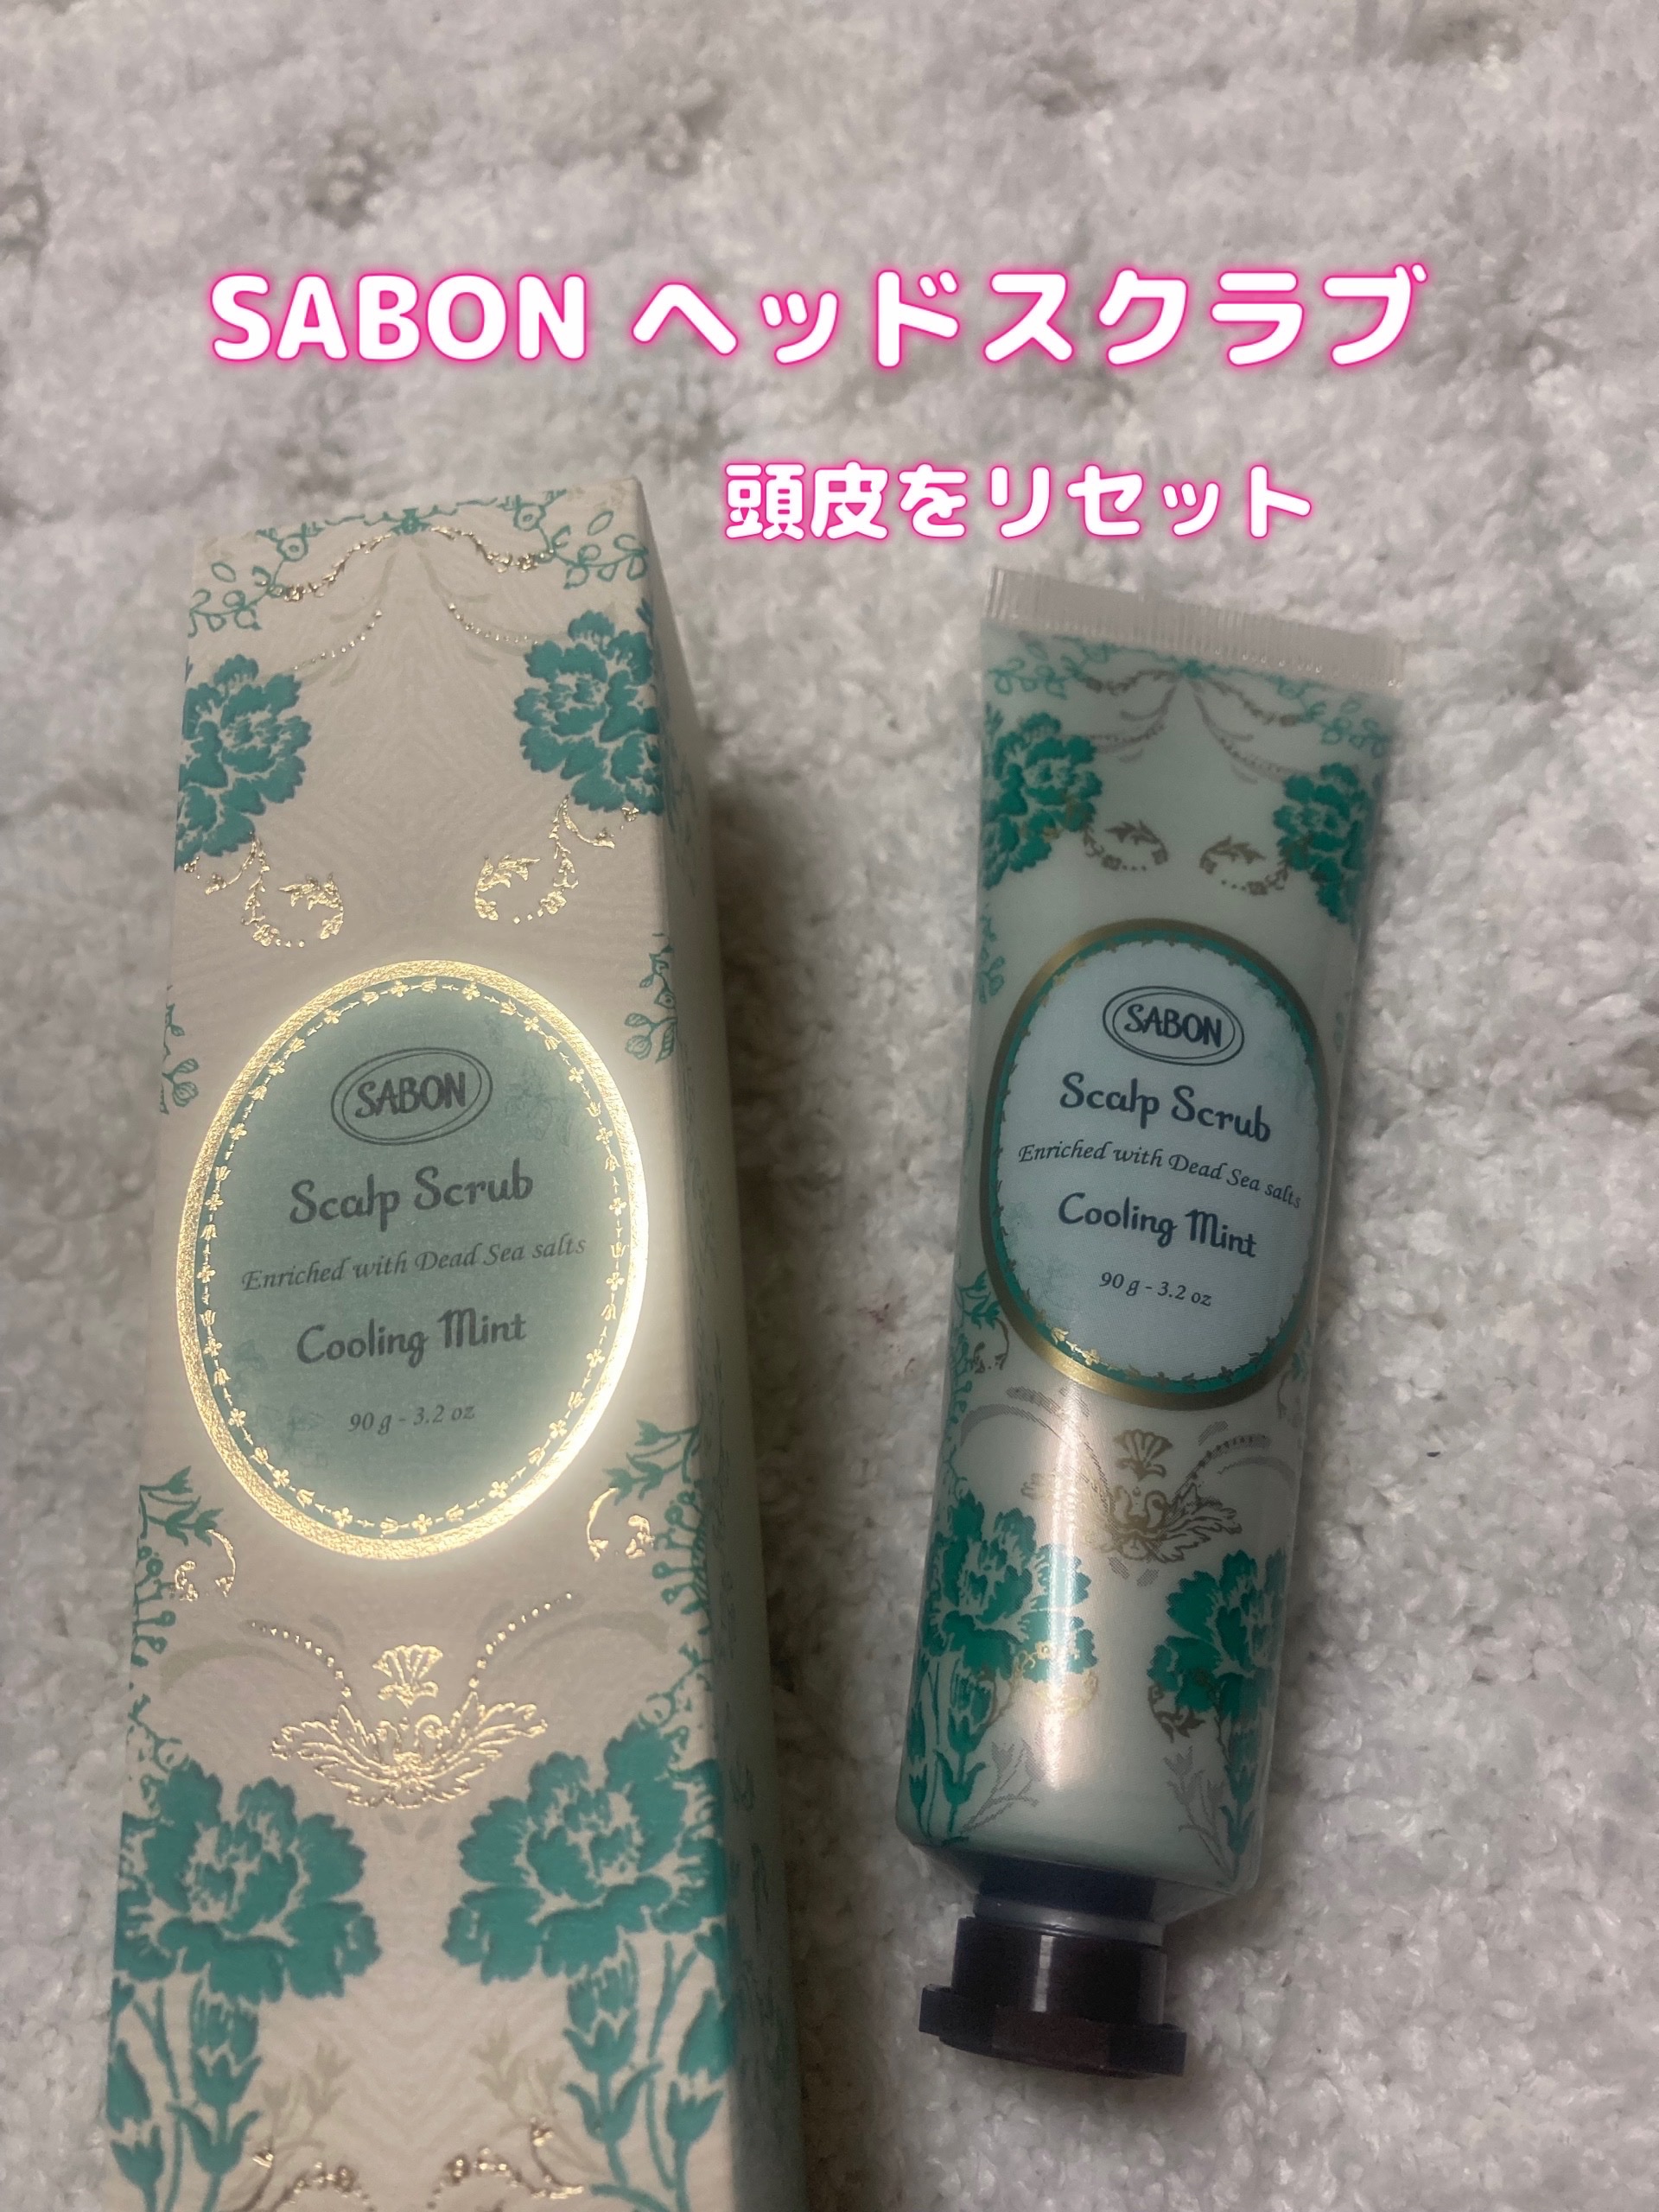 SABON ヘッドスクラブ
頭皮をリセット
SABON
Scalp Scrub
Enriched with Dead Sea salts
Cooling Mint
90 g - 3.2 oz
SABON
Scalp Scrub
Enriched with Dead Sea salts
Cooling Mint
90 g - 3.2 oz